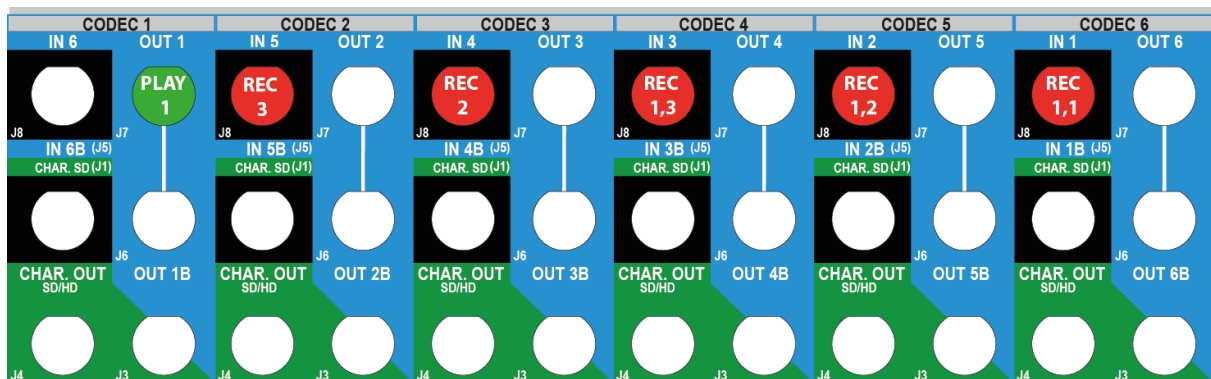 CODEC 1 CODEC 2 CODEC 3 CODEC 4 CODEC 5 CODEC 6
IN 6 OUT 1 IN 5 OUT 2 IN 4 OUT 3 IN 3 OUT 4 IN 2 OUT 5 IN 1 OUT 6
PLAY REC REC REC REC REC
1 3 2 1,3 1,2 1,1
J8 J7 J8 J7 J8 J7 J8 J7 J8 J7 J8 J7
IN 6B (J5) IN 5B (J5) IN 4B (J5) IN 3B (J5) IN 2B (J5) IN 1B (J5)
CHAR. SD (J1) CHAR. SD (J1) CHAR. SD (J1) CHAR. SD (J1) CHAR. SD (J1) CHAR. SD (J1)
J6 J6 J6 J6 J6 J6
CHAR. OUT OUT 1B CHAR. OUT OUT 2B CHAR. OUT OUT 3B CHAR. OUT OUT 4B CHAR. OUT OUT 5B CHAR. OUT OUT 6B
SD/HD SD/HD SD/HD SD/HD SD/HD SD/HD
J4 J3 J4 J3 J4 J3 J4 J3 J4 J3 J4 J3